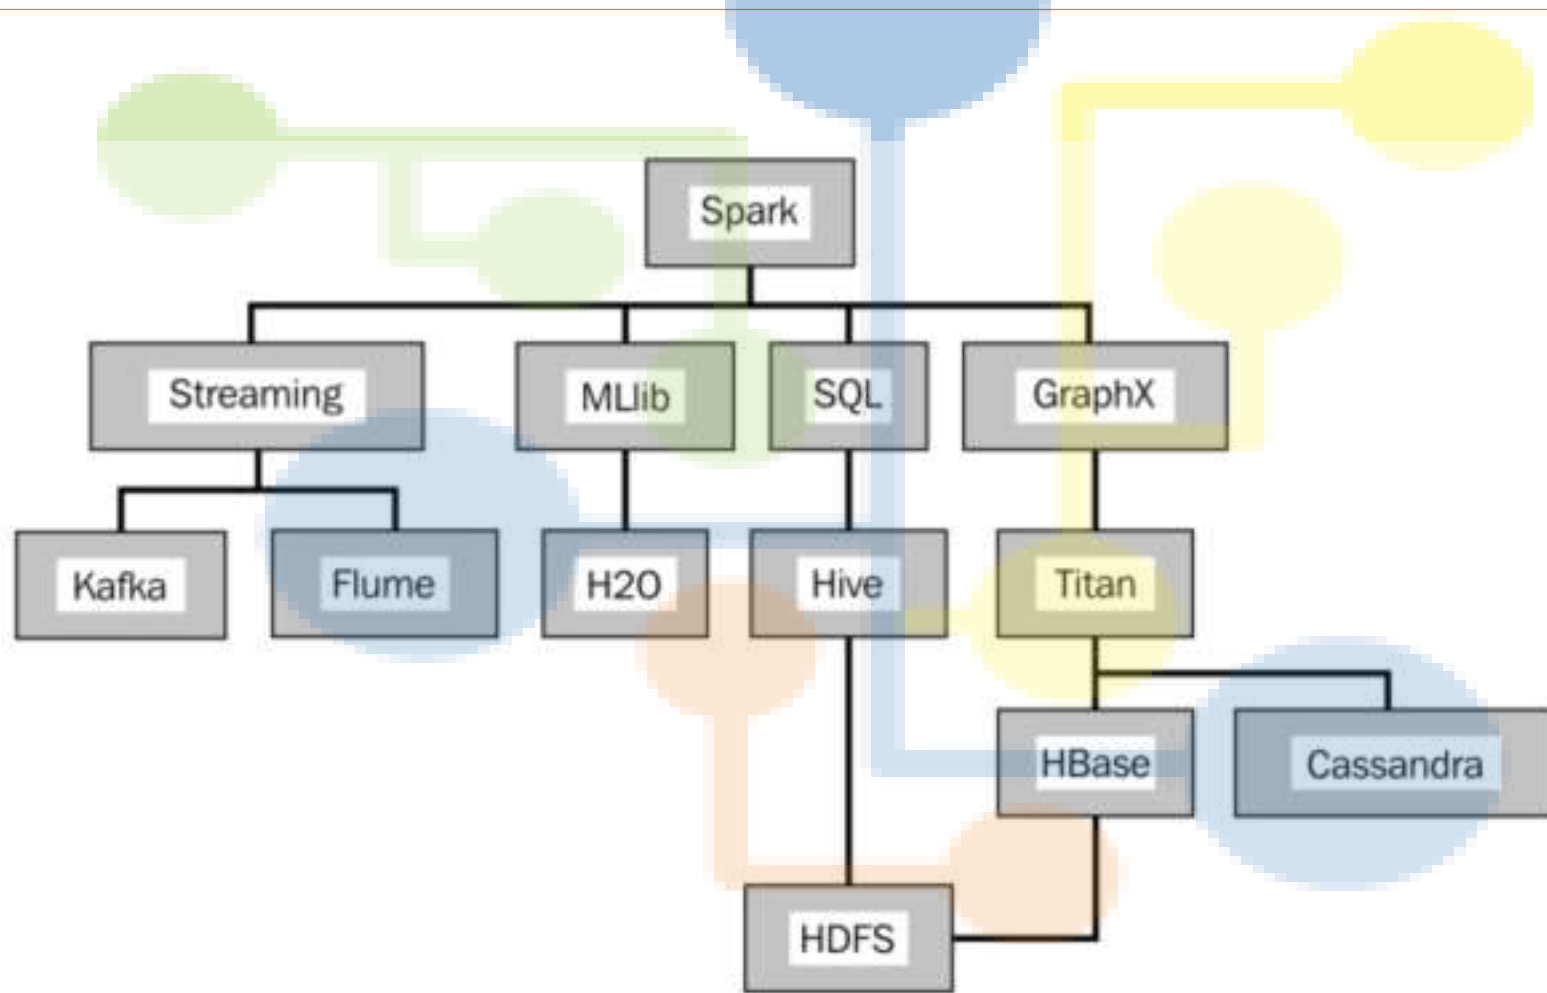 Spark
Streaming
MLlib
SQL
GraphX
Kafka
Flume
H2O
Hive
Titan
HBase
Cassandra
HDFS